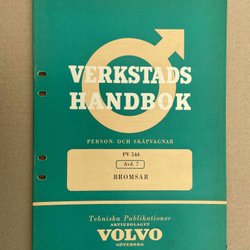 VERKSTADS
HANDBOK
PERSON- OCH SKÅPVAGNAR
PV 544
Avd. 7
BROMSAR
Tekniska Publikationer
AKTIEBOLAGET
VOLVO
GÖTEBORG